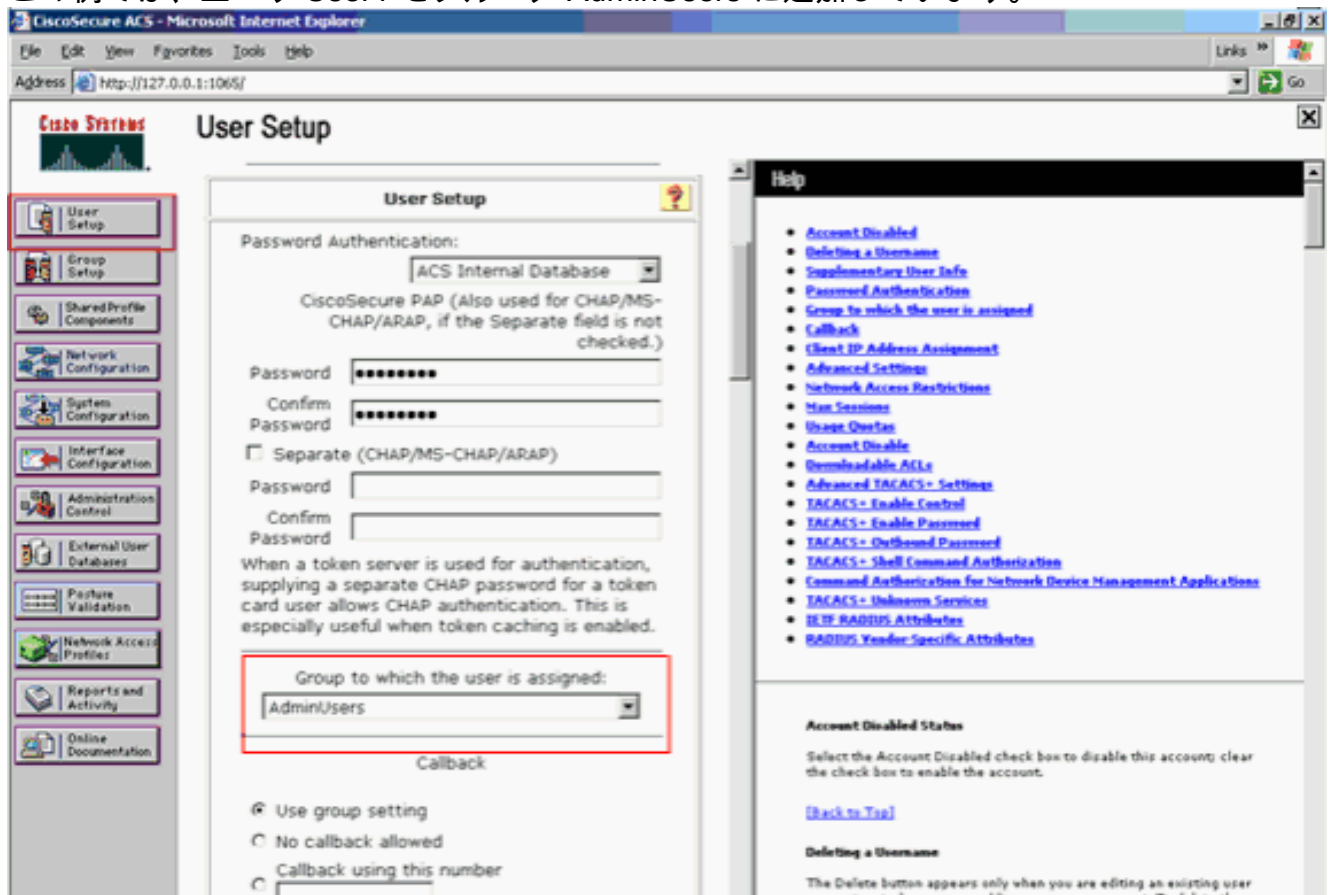 CiscoSecure ACS - Microsoft Internet Explorer
File Edit View Favorites Tools Help
Links »
Address http://127.0.0.1:1065/
Go
CISCO SYSTEMS
User Setup
User Setup
Group Setup
Shared Profile Components
Network Configuration
System Configuration
Interface Configuration
Administration Control
External User Databases
Posture Validation
Network Access Profiles
Reports and Activity
Online Documentation
User Setup
Password Authentication:
ACS Internal Database
CiscoSecure PAP (Also used for CHAP/MS-
CHAP/ARAP, if the Separate field is not
checked.)
Password ••••••••
Confirm Password ••••••••
Separate (CHAP/MS-CHAP/ARAP)
Password
Confirm Password
When a token server is used for authentication,
supplying a separate CHAP password for a token
card user allows CHAP authentication. This is
especially useful when token caching is enabled.
Group to which the user is assigned:
AdminUsers
Callback
Use group setting
No callback allowed
Callback using this number
Help
Account Disabled
Deleting a Username
Supplementary User Info
Password Authentication
Group to which the user is assigned
Callback
Client IP Address Assignment
Advanced Settings
Network Access Restrictions
Max Sessions
Usage Quotas
Account Disable
Downloadable ACLs
Advanced TACACS+ Settings
TACACS+ Enable Control
TACACS+ Enable Password
TACACS+ Outbound Password
TACACS+ Shell Command Authorization
Command Authorization for Network Device Management Applications
TACACS+ Unknown Services
IETF RADIUS Attributes
RADIUS Vendor-Specific Attributes
Account Disabled Status
Select the Account Disabled check box to disable this account; clear
the check box to enable the account.
[Back to Top]
Deleting a Username
The Delete button appears only when you are editing an existing user